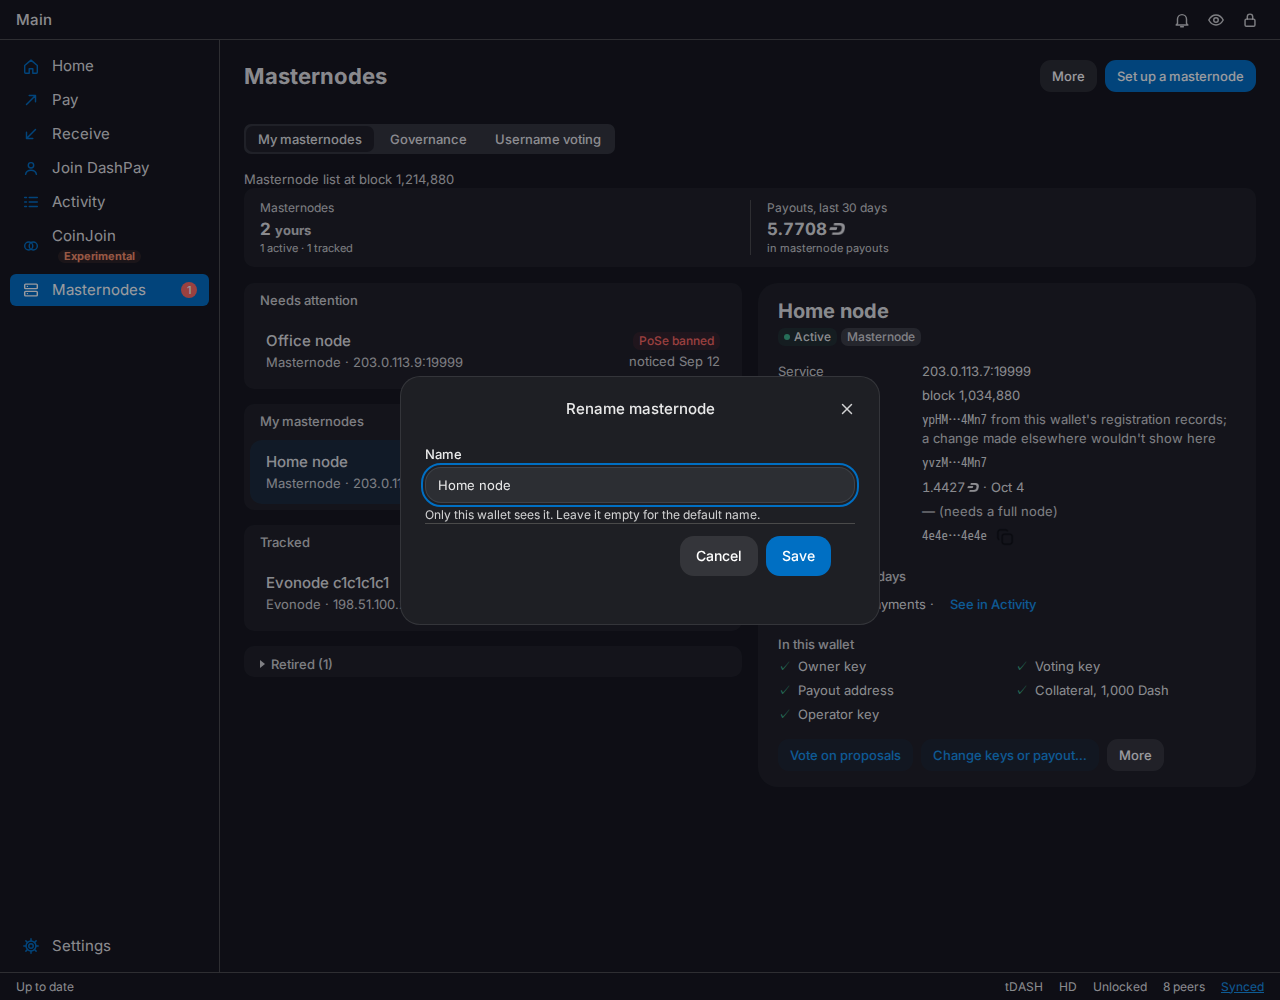 Main
Home
Pay
Receive
Join DashPay
Activity
CoinJoin
Experimental
Masternodes 1
Settings
Masternodes
More
Set up a masternode
My masternodes Governance Username voting
Masternode list at block 1,214,880
Masternodes
2 yours
1 active · 1 tracked
Payouts, last 30 days
5.7708
in masternode payouts
Needs attention
Office node PoSe banned
Masternode · 203.0.113.9:19999 noticed Sep 12
My masternodes
Home node
Masternode · 203.0.11
Tracked
Evonode c1c1c1c1
Evonode · 198.51.100.
Retired (1)
Home node
Active Masternode
Service 203.0.113.7:19999
block 1,034,880
ypHM···4Mn7 from this wallet's registration records;
a change made elsewhere wouldn't show here
yvzM···4Mn7
1.4427 · Oct 4
— (needs a full node)
4e4e···4e4e
days
yments · See in Activity
In this wallet
✓ Owner key ✓ Voting key
✓ Payout address ✓ Collateral, 1,000 Dash
✓ Operator key
Vote on proposals Change keys or payout... More
Rename masternode
Name
Home node
Only this wallet sees it. Leave it empty for the default name.
Cancel Save
Up to date tDASH HD Unlocked 8 peers Synced